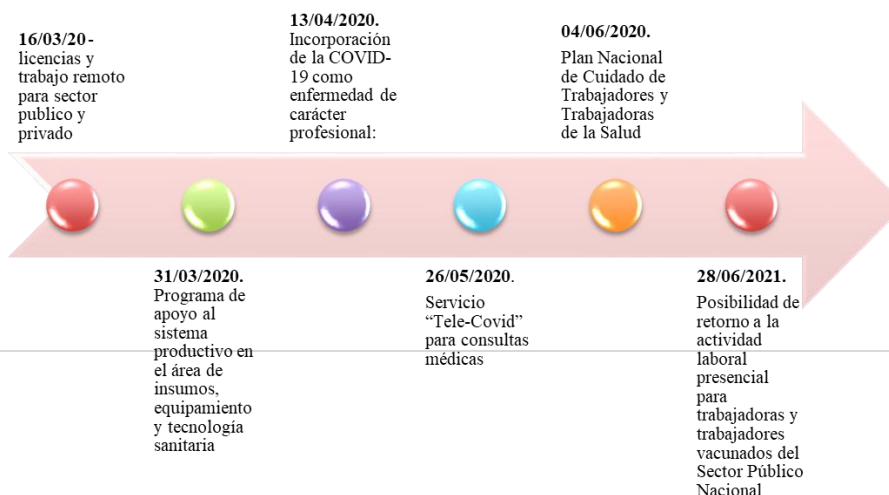 16/03/20-
licencias y
trabajo remoto
para sector
publico y
privado
31/03/2020.
Programa de
apoyo al
sistema
productivo en
el área de
insumos,
equipamiento
y tecnología
sanitaria
13/04/2020.
Incorporación
de la COVID-
19 como
enfermedad de
carácter
profesional:
26/05/2020.
Servicio
“Tele-Covid”
para consultas
médicas
04/06/2020.
Plan Nacional
de Cuidado de
Trabajadores y
Trabajadoras
de la Salud
28/06/2021.
Posibilidad de
retorno a la
actividad
laboral
presencial
para
trabajadoras y
trabajadores
vacunados del
Sector Público
Nacional